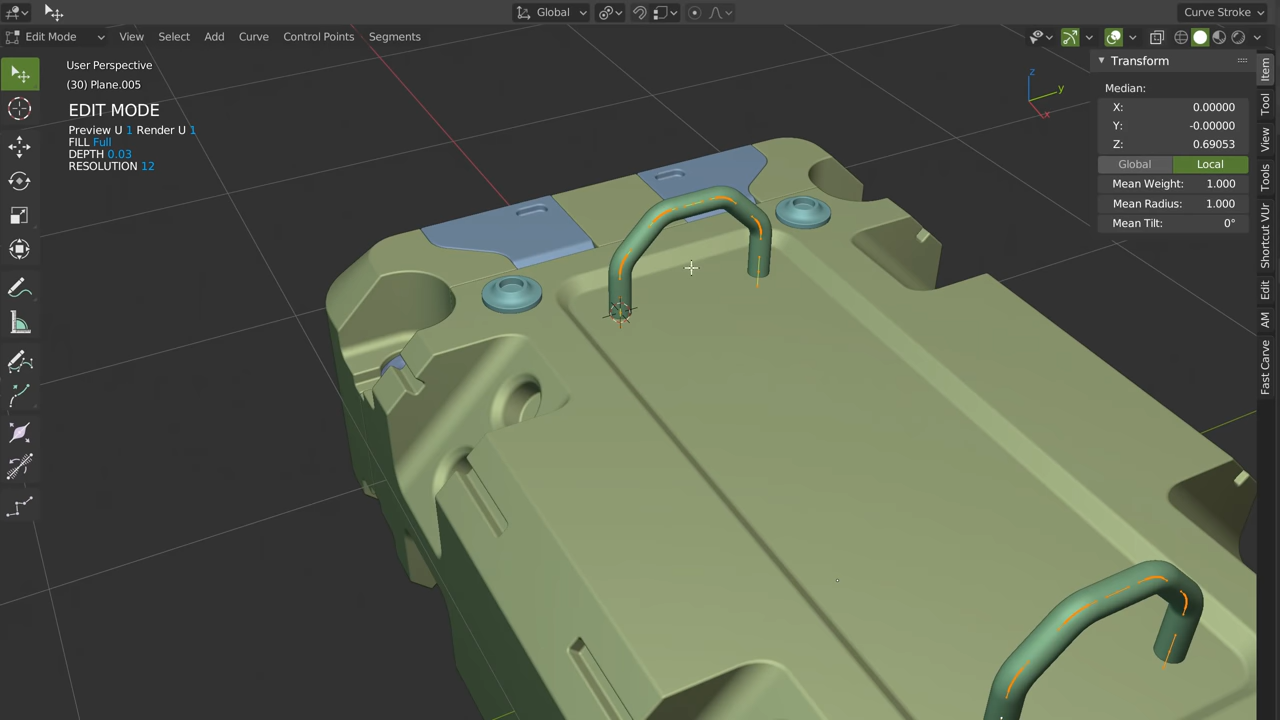 Global
Curve Stroke
Edit Mode View Select Add Curve Control Points Segments
User Perspective
(30) Plane.005
EDIT MODE
Preview U 1 Render U 1
FILL Full
DEPTH 0.03
RESOLUTION 12
z
y
x
Transform
Median:
X: 0.00000
Y: -0.00000
Z: 0.69053
Global Local
Mean Weight: 1.000
Mean Radius: 1.000
Mean Tilt: 0°
Item
Tool
View
Tools
Shortcut VUr
Edit
AM
Fast Carve